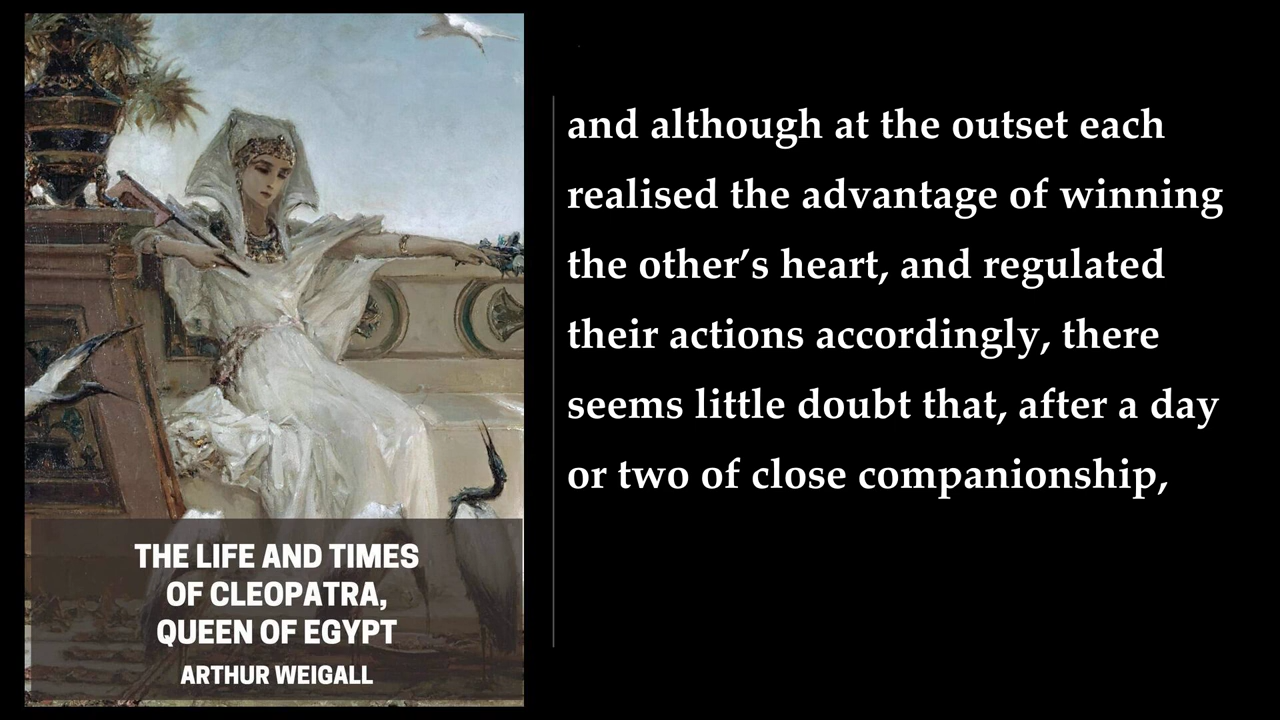 and although at the outset each
realised the advantage of winning
the other’s heart, and regulated
their actions accordingly, there
seems little doubt that, after a day
or two of close companionship,
THE LIFE AND TIMES
OF CLEOPATRA,
QUEEN OF EGYPT
ARTHUR WEIGALL